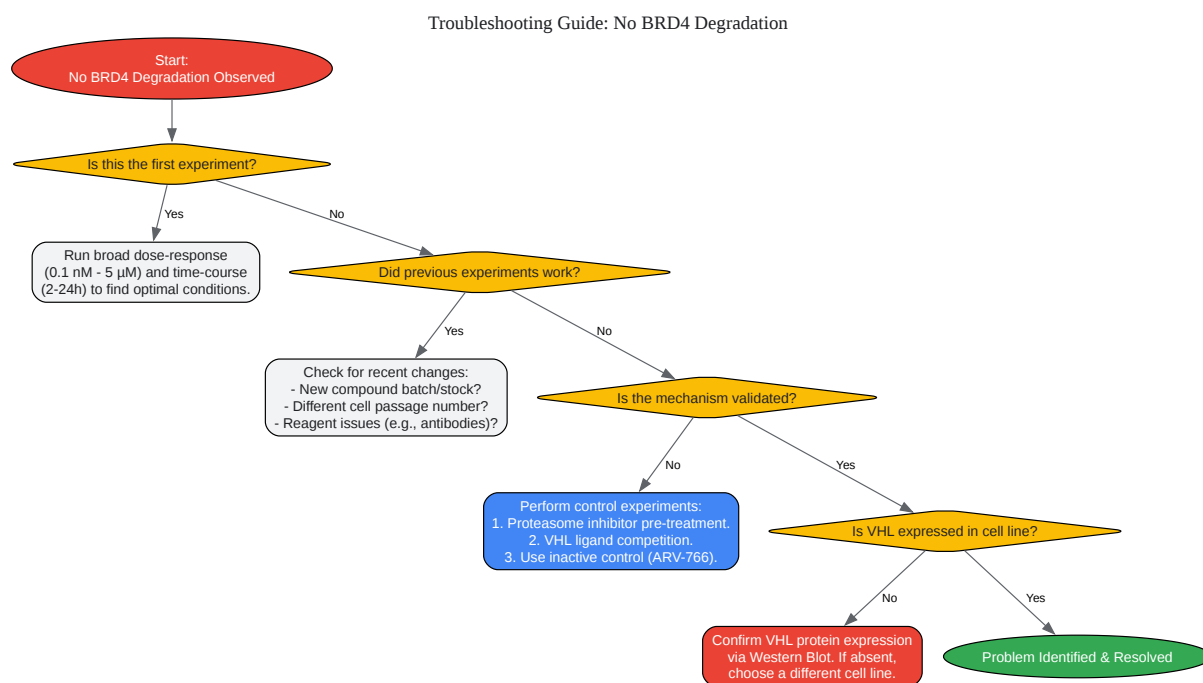 Troubleshooting Guide: No BRD4 Degradation
Start:
No BRD4 Degradation Observed
Is this the first experiment?
Yes
No
Run broad dose-response
(0.1 nM - 5 µM) and time-course
(2-24h) to find optimal conditions.
Did previous experiments work?
Yes
No
Check for recent changes:
- New compound batch/stock?
- Different cell passage number?
- Reagent issues (e.g., antibodies)?
Is the mechanism validated?
No
Yes
Perform control experiments:
1. Proteasome inhibitor pre-treatment.
2. VHL ligand competition.
3. Use inactive control (ARV-766).
Is VHL expressed in cell line?
No
Yes
Confirm VHL protein expression
via Western Blot. If absent,
choose a different cell line.
Problem Identified & Resolved